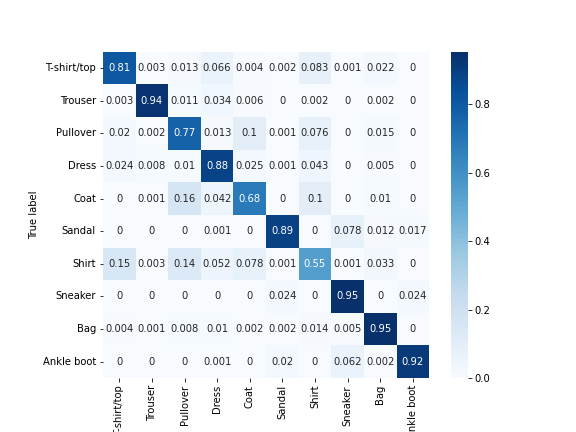 T-shirt/top 0.81 0.003 0.013 0.066 0.004 0.002 0.083 0.001 0.022 0
Trouser 0.003 0.94 0.011 0.034 0.006 0 0.002 0 0.002 0
Pullover 0.02 0.002 0.77 0.013 0.1 0.001 0.076 0 0.015 0
Dress 0.024 0.008 0.01 0.88 0.025 0.001 0.043 0 0.005 0
Coat 0 0.001 0.16 0.042 0.68 0 0.1 0 0.01 0
Sandal 0 0 0 0.001 0 0.89 0 0.078 0.012 0.017
Shirt 0.15 0.003 0.14 0.052 0.078 0.001 0.55 0.001 0.033 0
Sneaker 0 0 0 0 0 0.024 0 0.95 0 0.024
Bag 0.004 0.001 0.008 0.01 0.002 0.002 0.014 0.005 0.95 0
Ankle boot 0 0 0 0.001 0 0.02 0 0.062 0.002 0.92
True label
-shirt/top Trouser Pullover Dress Coat Sandal Shirt Sneaker Bag nkle boot
0.8
0.6
0.4
0.2
0.0